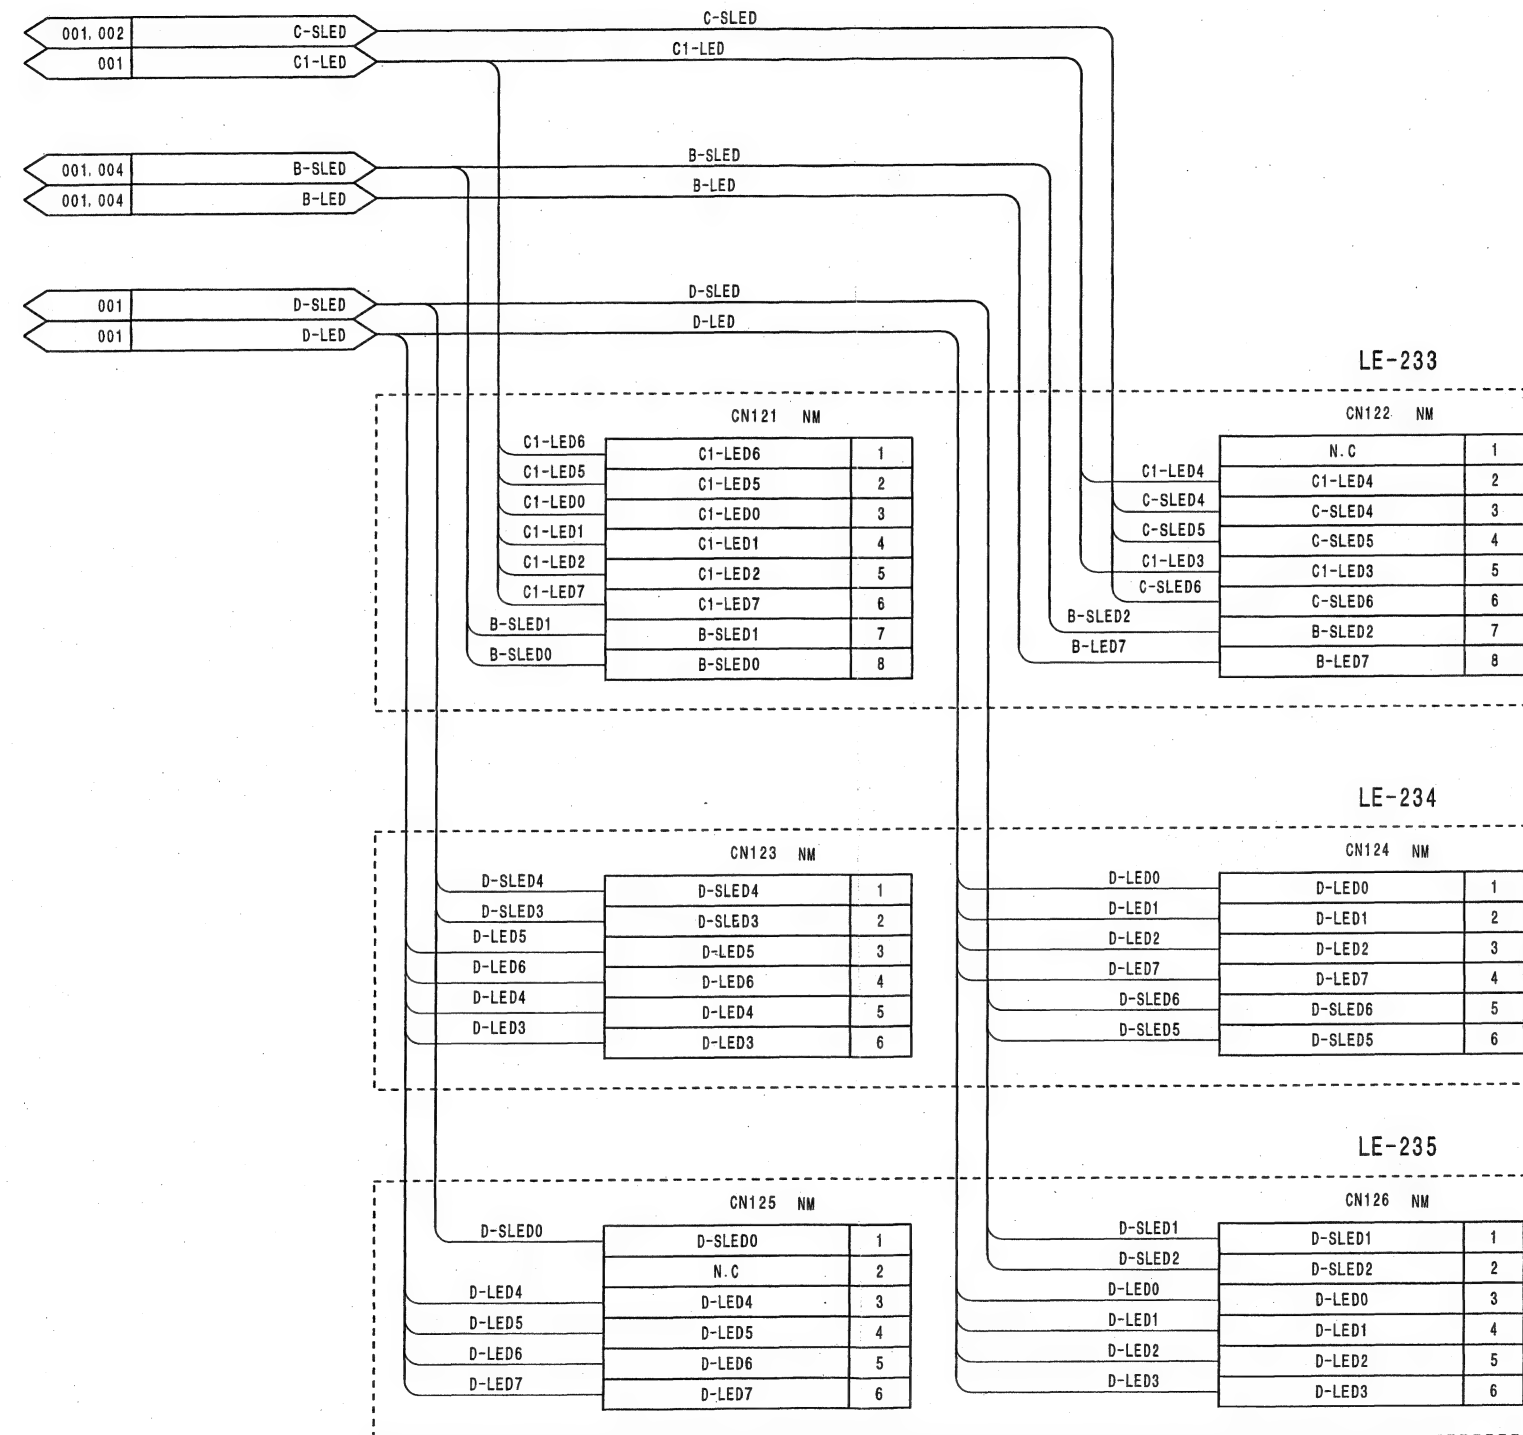 001, 002 C-SLED
001 C1-LED
C-SLED
C1-LED
001, 004 B-SLED
001, 004 B-LED
B-SLED
B-LED
001 D-SLED
001 D-LED
D-SLED
D-LED
LE-233
CN121 NM
C1-LED6 C1-LED6 1
C1-LED5 C1-LED5 2
C1-LED0 C1-LED0 3
C1-LED1 C1-LED1 4
C1-LED2 C1-LED2 5
C1-LED7 C1-LED7 6
B-SLED1 B-SLED1 7
B-SLED0 B-SLED0 8
CN122 NM
N.C 1
C1-LED4 C1-LED4 2
C-SLED4 C-SLED4 3
C-SLED5 C-SLED5 4
C1-LED3 C1-LED3 5
C-SLED6 C-SLED6 6
B-SLED2 B-SLED2 7
B-LED7 B-LED7 8
LE-234
CN123 NM
D-SLED4 D-SLED4 1
D-SLED3 D-SLED3 2
D-LED5 D-LED5 3
D-LED6 D-LED6 4
D-LED4 D-LED4 5
D-LED3 D-LED3 6
CN124 NM
D-LED0 D-LED0 1
D-LED1 D-LED1 2
D-LED2 D-LED2 3
D-LED7 D-LED7 4
D-SLED6 D-SLED6 5
D-SLED5 D-SLED5 6
LE-235
CN125 NM
D-SLED0 D-SLED0 1
N.C 2
D-LED4 D-LED4 3
D-LED5 D-LED5 4
D-LED6 D-LED6 5
D-LED7 D-LED7 6
CN126 NM
D-SLED1 D-SLED1 1
D-SLED2 D-SLED2 2
D-LED0 D-LED0 3
D-LED1 D-LED1 4
D-LED2 D-LED2 5
D-LED3 D-LED3 6